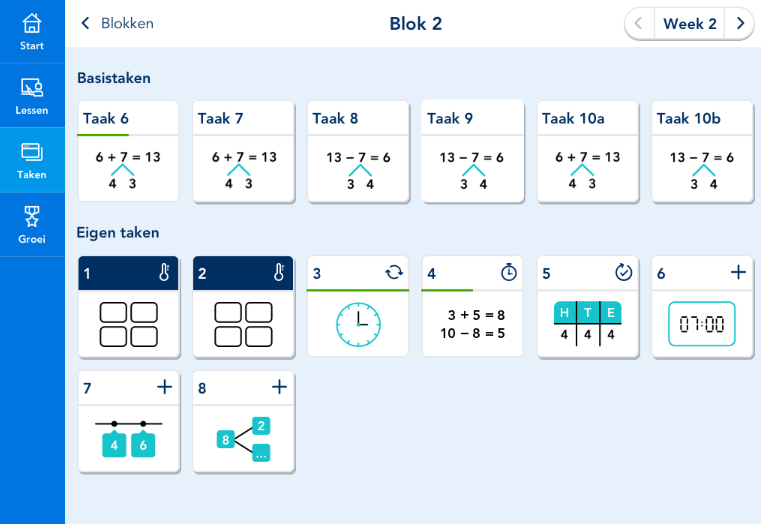 Start
Lessen
Taken
Groei
Blokken
Blok 2
Week 2
Basistaken
Taak 6
6 + 7 = 13
4 3
Taak 7
6 + 7 = 13
4 3
Taak 8
13 – 7 = 6
3 4
Taak 9
13 – 7 = 6
3 4
Taak 10a
6 + 7 = 13
4 3
Taak 10b
13 – 7 = 6
3 4
Eigen taken
1
2
3
4
3 + 5 = 8
10 – 8 = 5
5
H T E
4 4 4
6
07:00
7
4 6
8
8
2
...